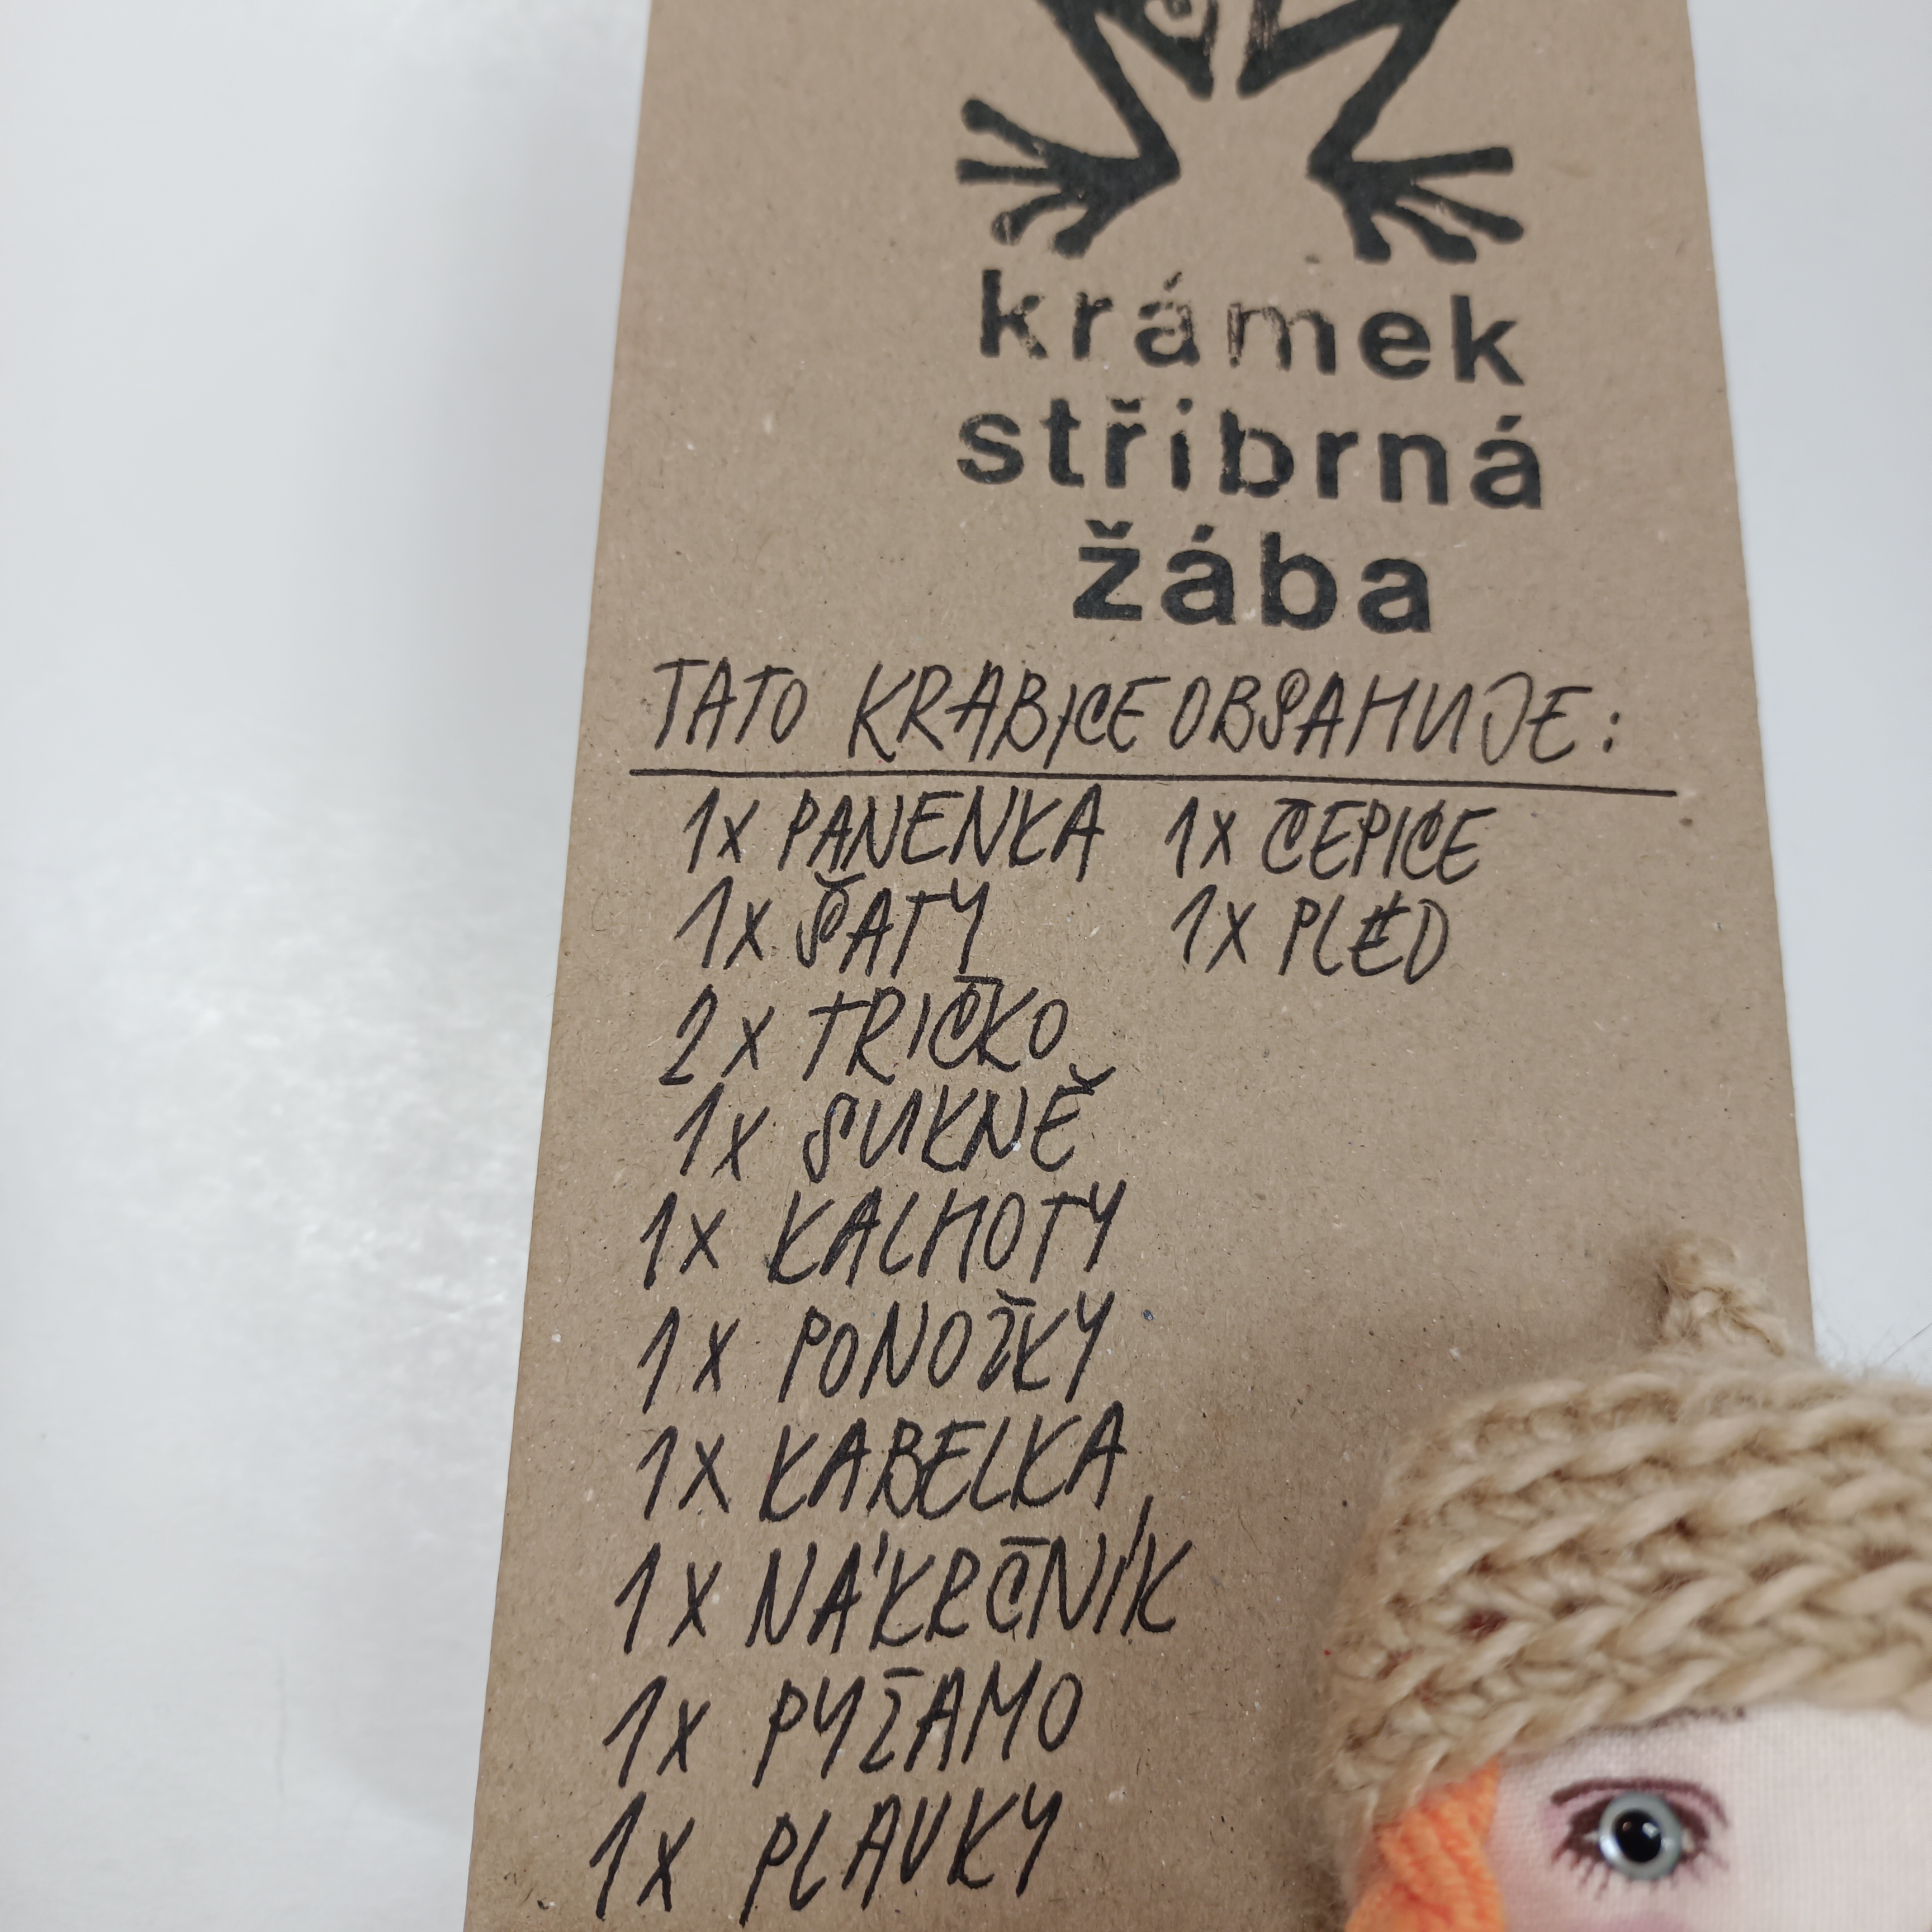 krámek
stříbrná
žába
TATO KRABICE OBSAHUJE:
1x PANENKA
1x ŠATY
2x TRIČKO
1x SUKNĚ
1x KALHOTY
1x PONOŽKY
1x KABELKA
1x NÁKRČNÍK
1x PYŽAMO
1x PLAVKY
1x ČEPICE
1x PLÉD